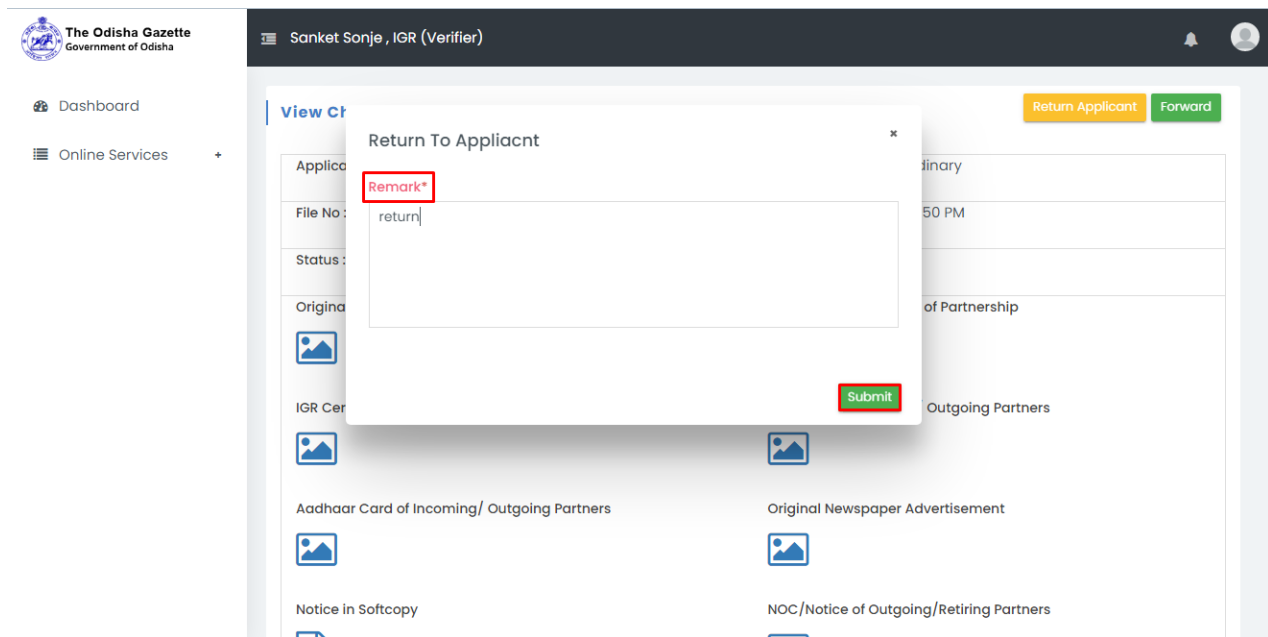 The Odisha Gazette
Government of Odisha
Sanket Sonje , IGR (Verifier)
Dashboard
Online Services +
View Ch
Return Applicant
Forward
Return To Appliacnt
×
Remark*
return
Submit
Applica
dinary
File No :
50 PM
Status :
Origina
of Partnership
IGR Cer
Outgoing Partners
Aadhaar Card of Incoming/ Outgoing Partners
Original Newspaper Advertisement
Notice in Softcopy
NOC/Notice of Outgoing/Retiring Partners